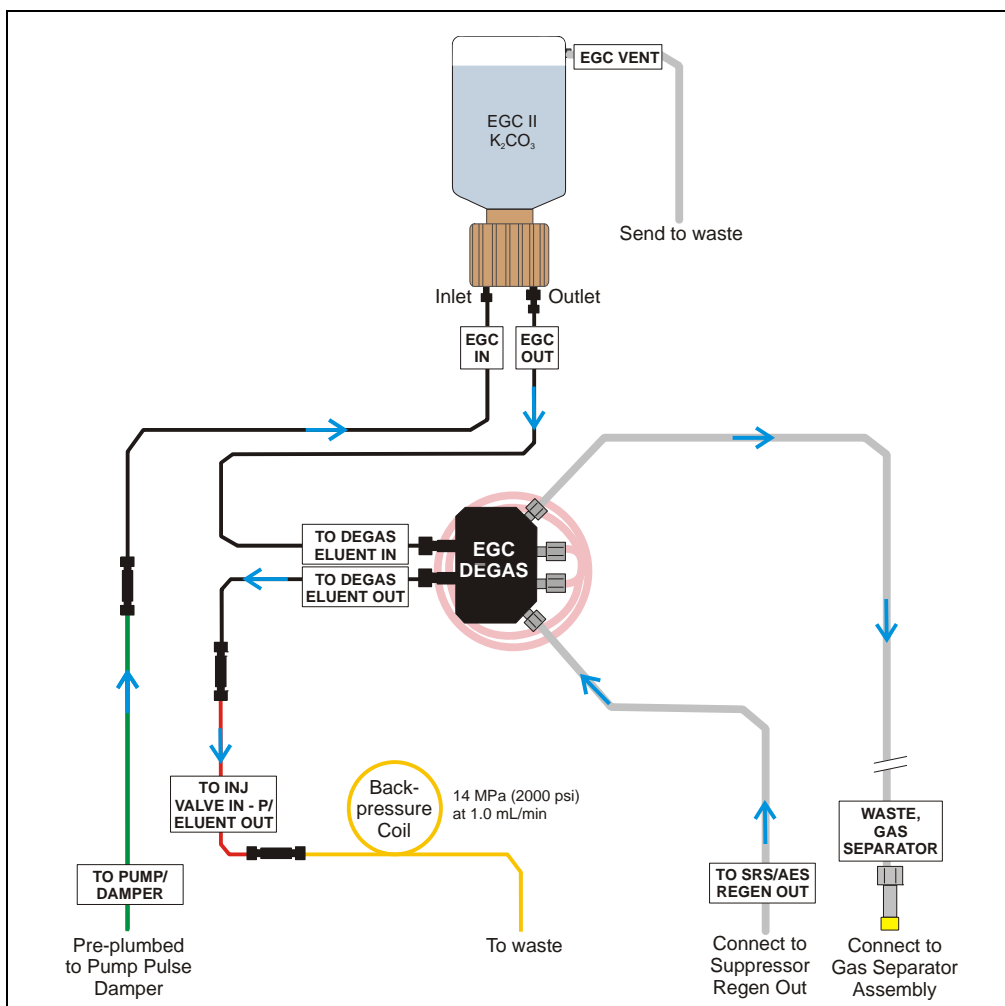 EGC VENT
EGC II
K₂CO₃
Send to waste
Inlet
Outlet
EGC
IN
EGC
OUT
TO DEGAS
ELUENT IN
TO DEGAS
ELUENT OUT
EGC
DEGAS
TO INJ
VALVE IN - P/
ELUENT OUT
Back-
pressure
Coil
14 MPa (2000 psi)
at 1.0 mL/min
WASTE,
GAS
SEPARATOR
TO PUMP/
DAMPER
TO SRS/AES
REGEN OUT
Pre-plumbed
to Pump Pulse
Damper
To waste
Connect to
Suppressor
Regen Out
Connect to
Gas Separator
Assembly